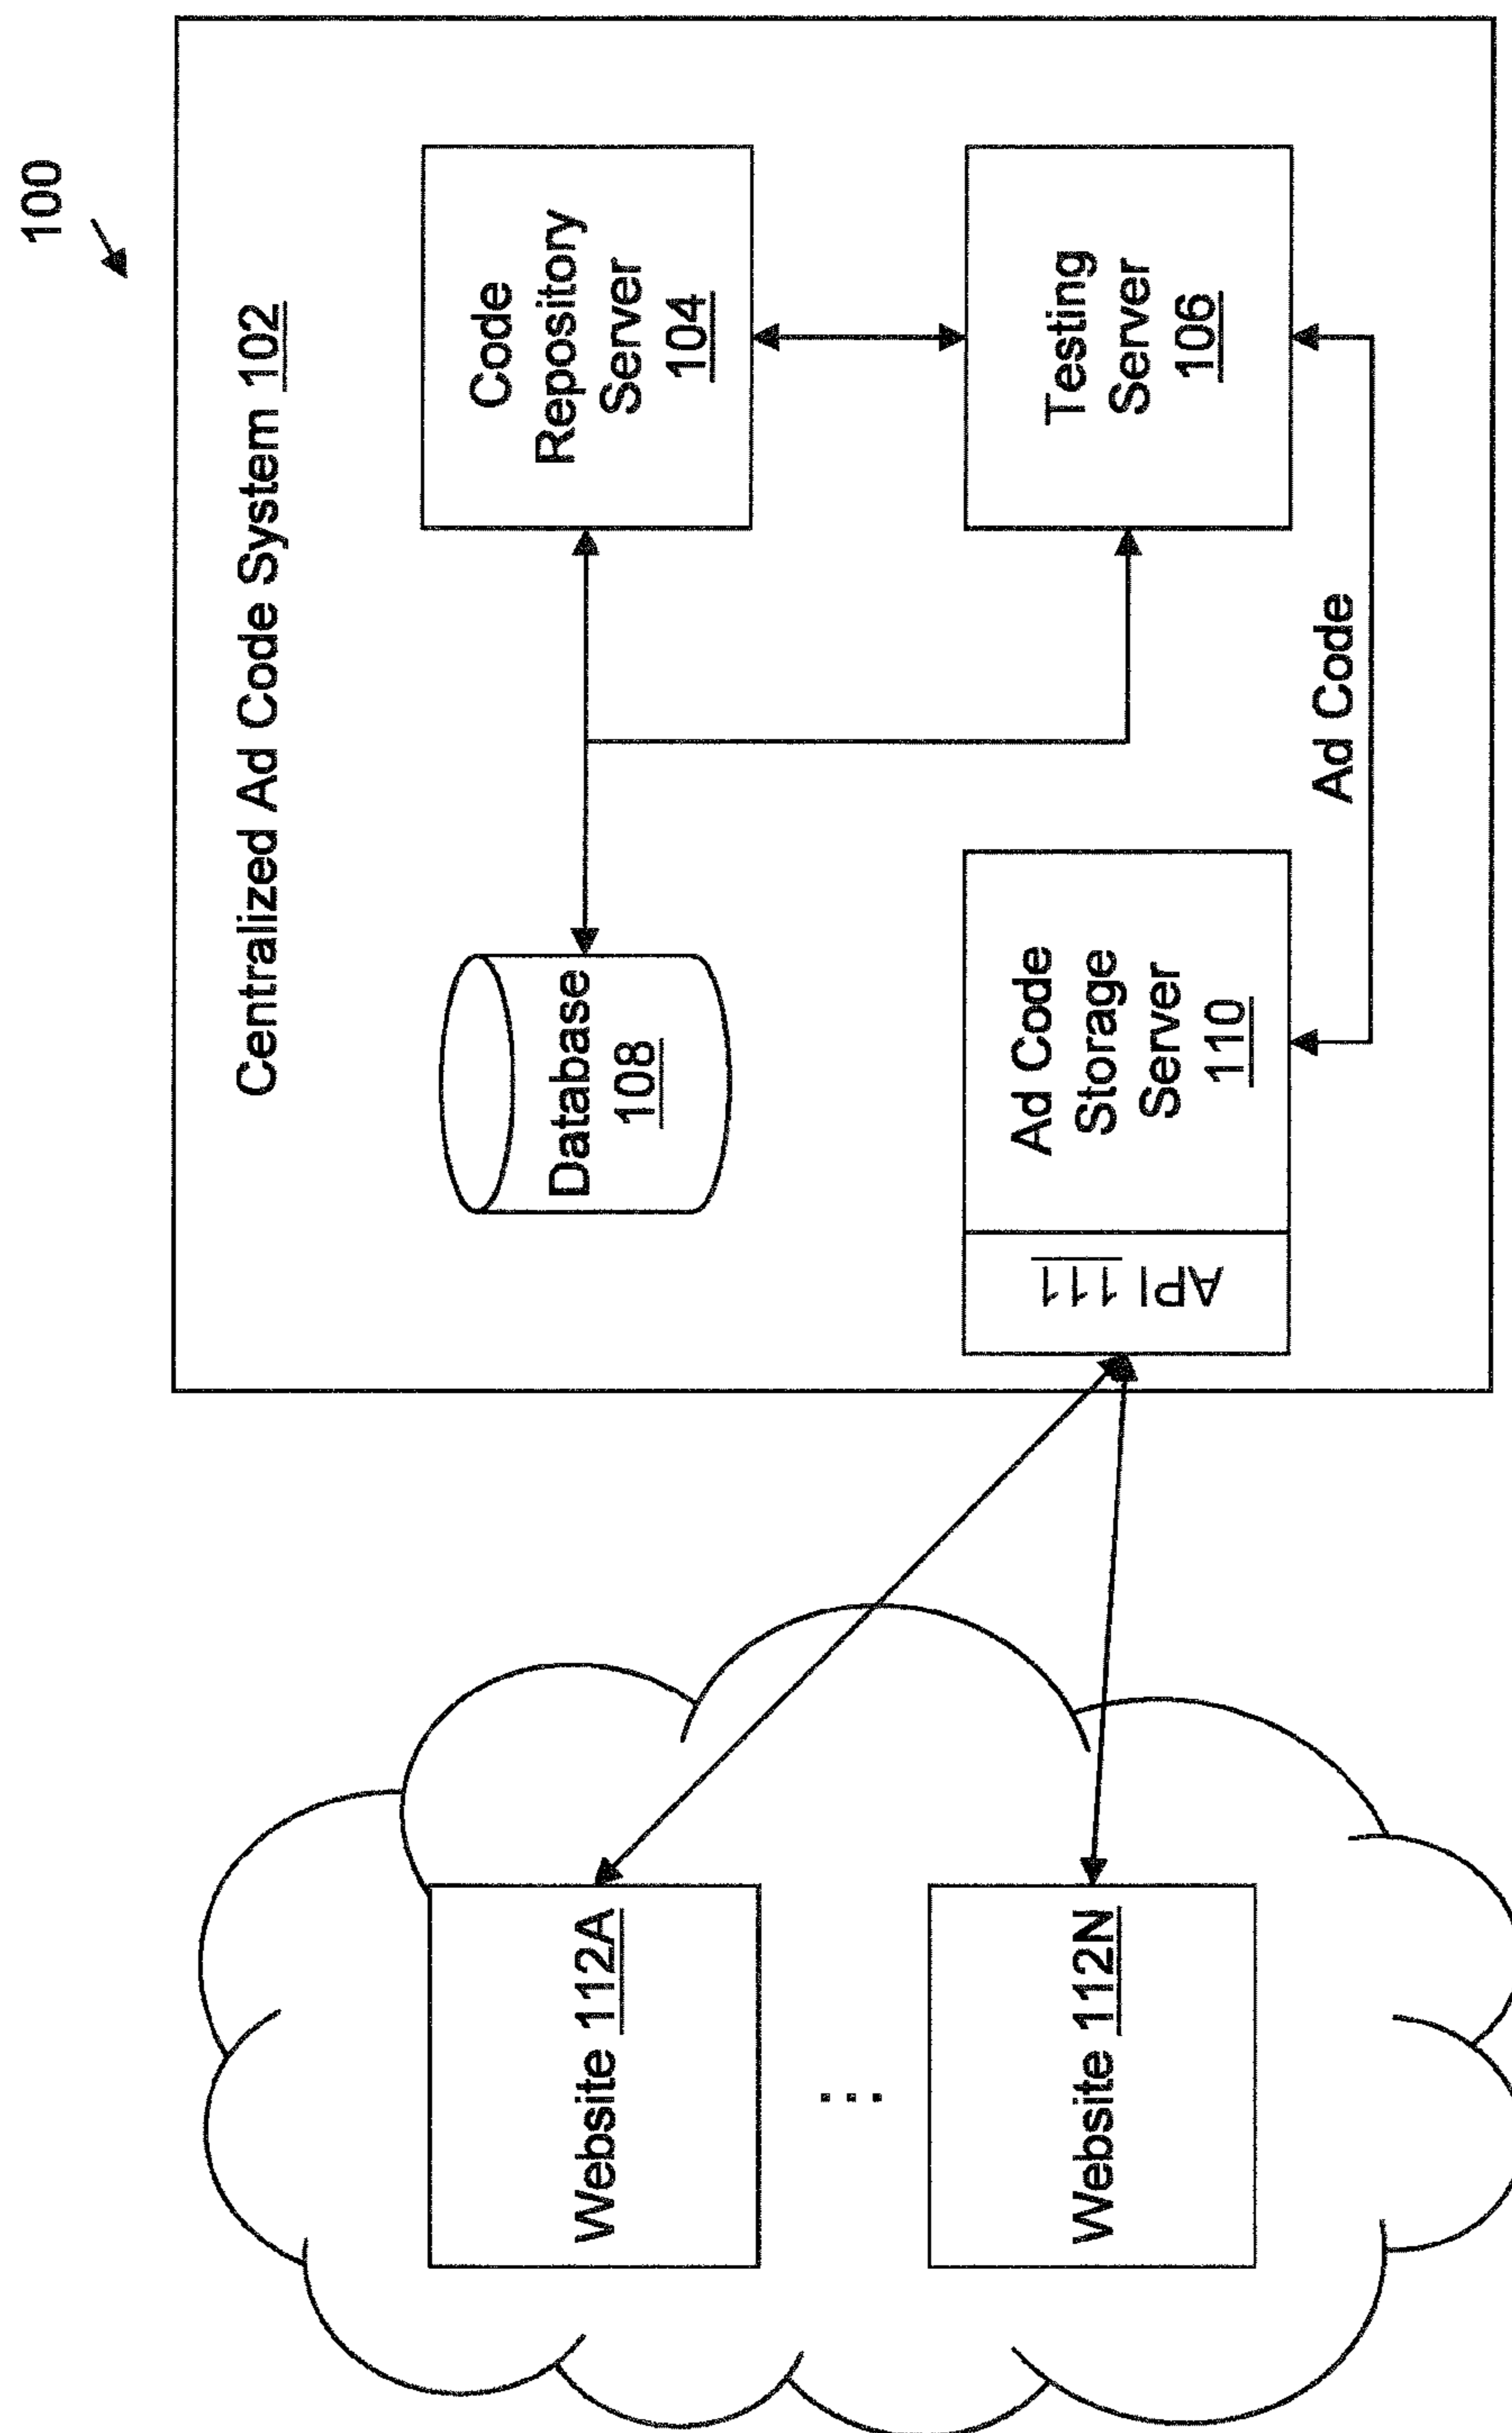 100
Centralized Ad Code System 102
Database
108
Code
Repository
Server
104
API 111
Ad Code
Storage
Server
110
Testing
Server
106
Ad Code
Website 112A
...
Website 112N